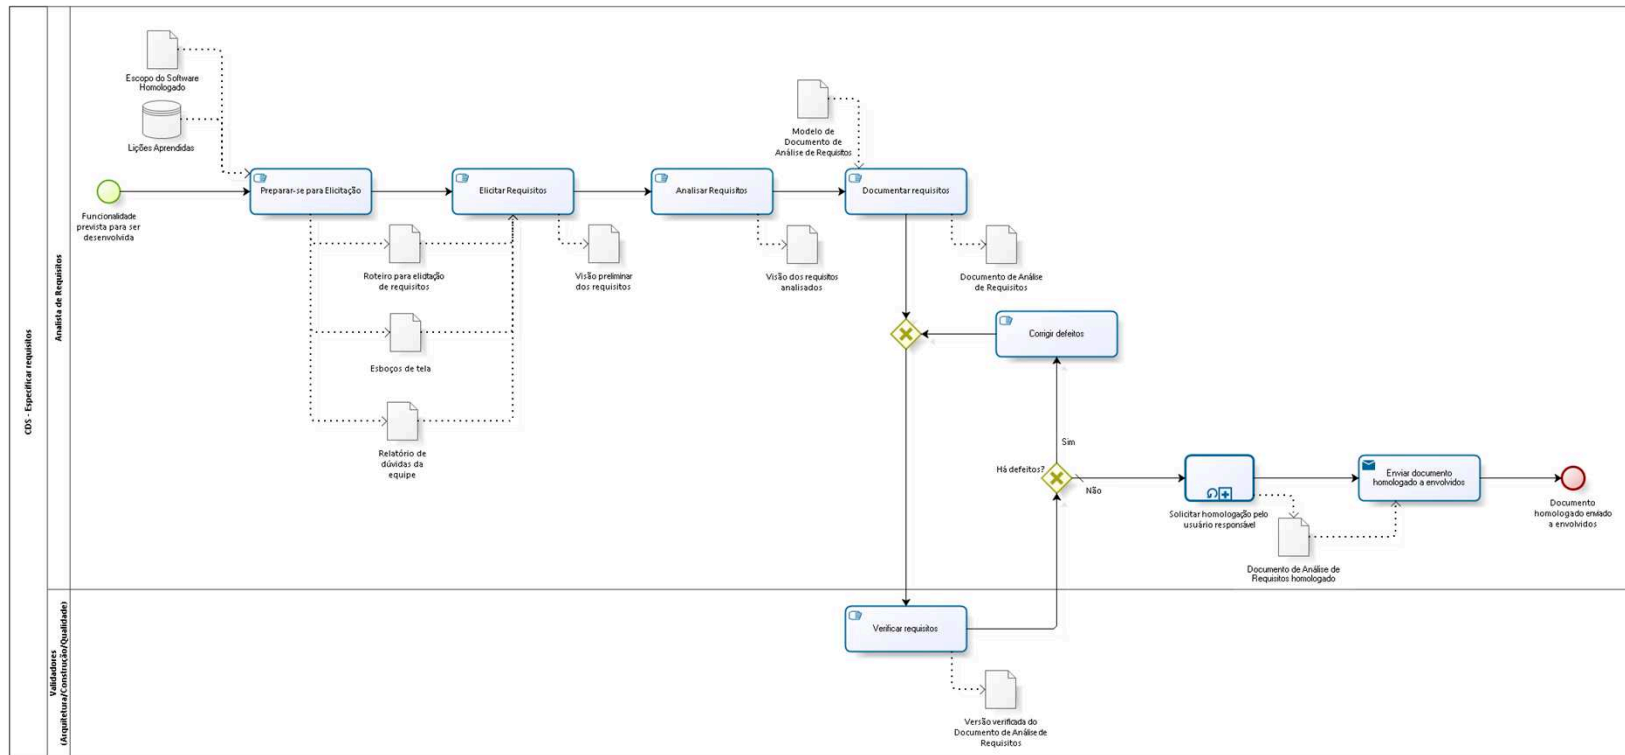 CDS - Especificar requisitos
Analista de Requisitos
Escopo do Software
Homologado
Lições Aprendidas
Funcionalidade
prevista para ser
desenvolvida
Preparar-se para Elicitação
Roteiro para elicitação
de requisitos
Esboços de tela
Relatório de
dúvidas da
equipe
Elicitar Requisitos
Visão preliminar
dos requisitos
Analisar Requisitos
Visão dos requisitos
analisados
Modelo de
Documento de
Análise de Requisitos
Documentar requisitos
Documento de Análise
de Requisitos
Corrigir defeitos
Há defeitos?
Sim
Não
Solicitar homologação pelo
usuário responsável
Documento de Análise de
Requisitos homologado
Enviar documento
homologado a envolvidos
Documento
homologado enviado
a envolvidos
Validadores
(Arquitetura/Construção/Qualidade)
Verificar requisitos
Versão verificada do
Documento de Análise de
Requisitos